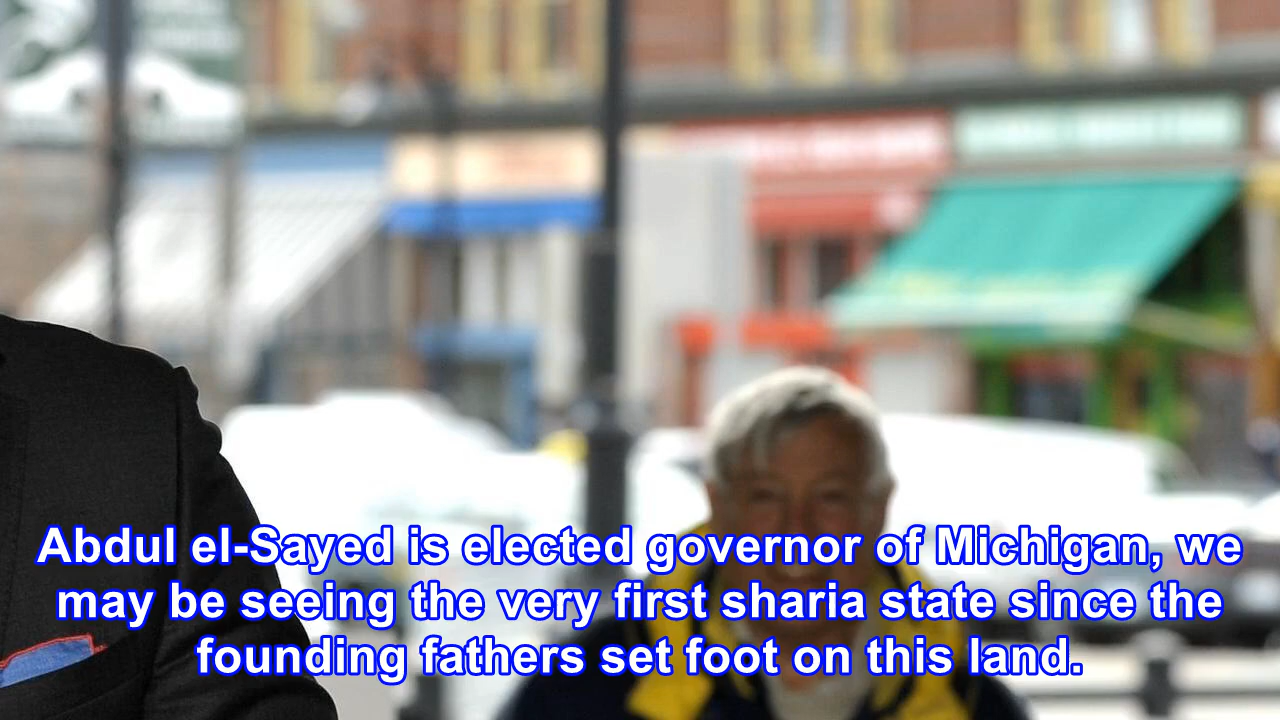 Abdul el-Sayed is elected governor of Michigan, we
may be seeing the very first sharia state since the
founding fathers set foot on this land.